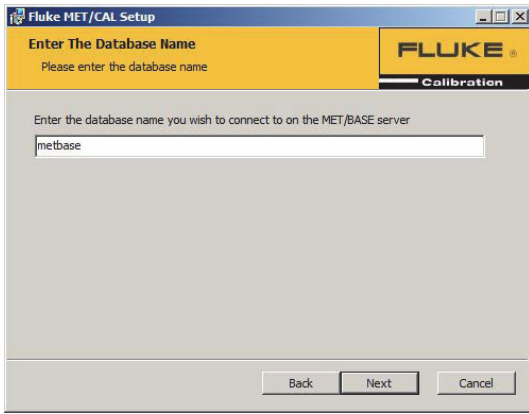 Fluke MET/CAL Setup
Enter The Database Name
Please enter the database name
FLUKE ®
Calibration
Enter the database name you wish to connect to on the MET/BASE server
metbase
Back Next Cancel